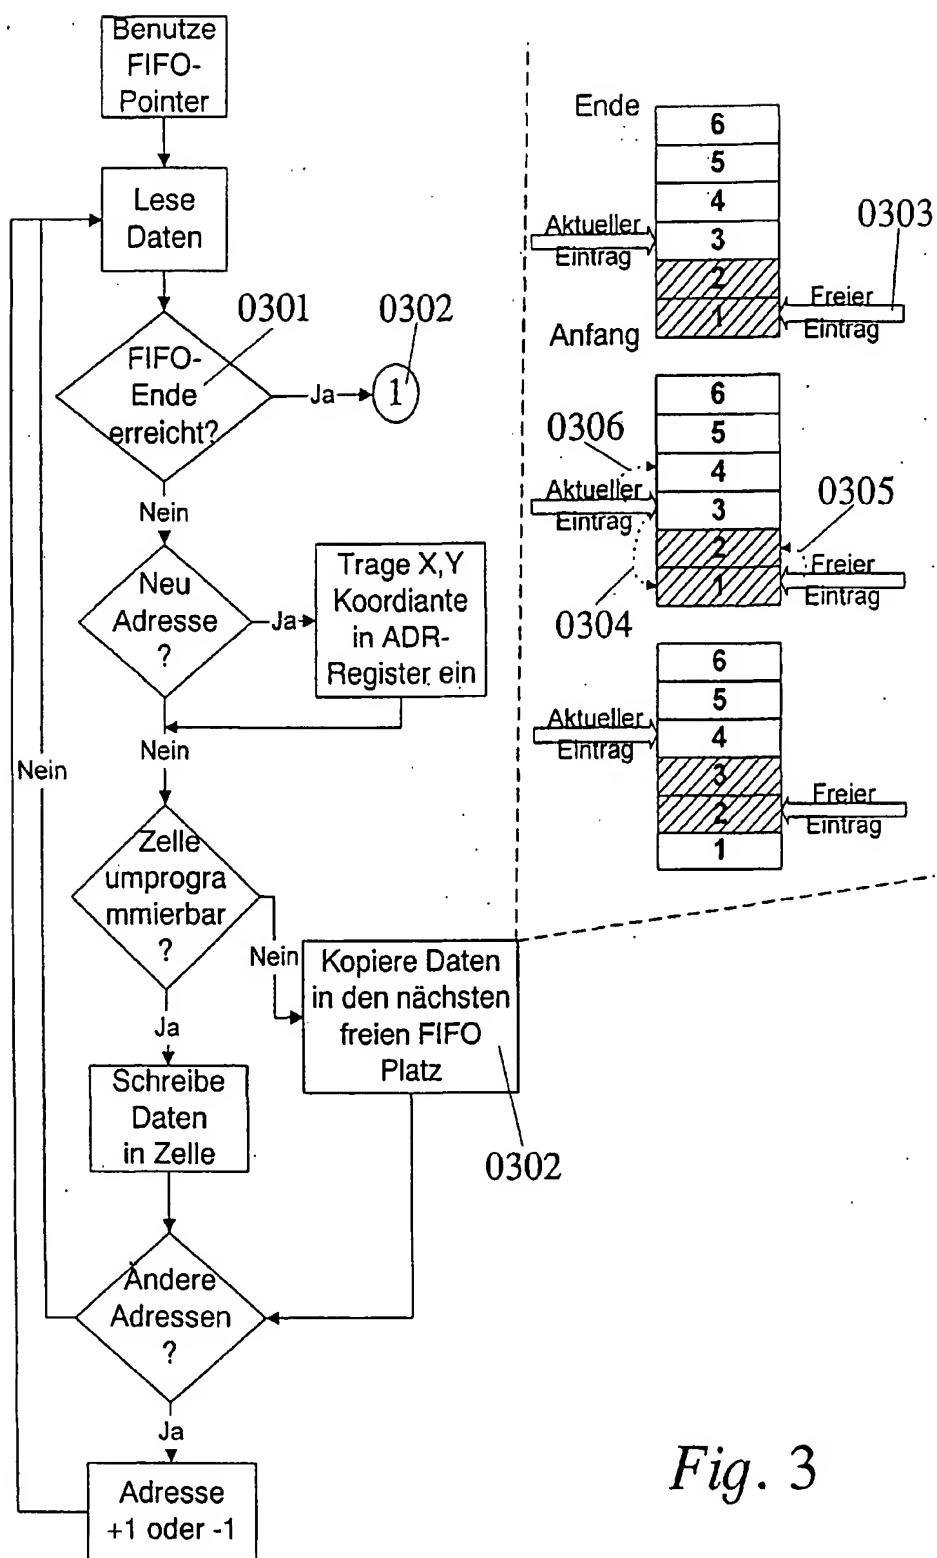 Benutze
FIFO-
Pointer
Lese
Daten
0301
0302
FIFO-
Ende
erreicht?
Ja
1
Nein
Neu
Adresse
?
Ja
Trage X,Y
Koordiante
in ADR-
Register ein
Nein
Nein
Zelle
umprogra
mmierbar
?
Nein
Kopiere Daten
in den nächsten
freien FIFO
Platz
0302
Ja
Schreibe
Daten
in Zelle
Ändere
Adressen
?
Ja
Adresse
+1 oder -1
Ende
6
5
4
3
2
1
Aktueller
Eintrag
0303
Freier
Eintrag
Anfang
6
5
4
3
2
1
0306
Aktueller
Eintrag
0305
0304
Freier
Eintrag
6
5
4
3
2
1
Aktueller
Eintrag
Freier
Eintrag
Fig. 3